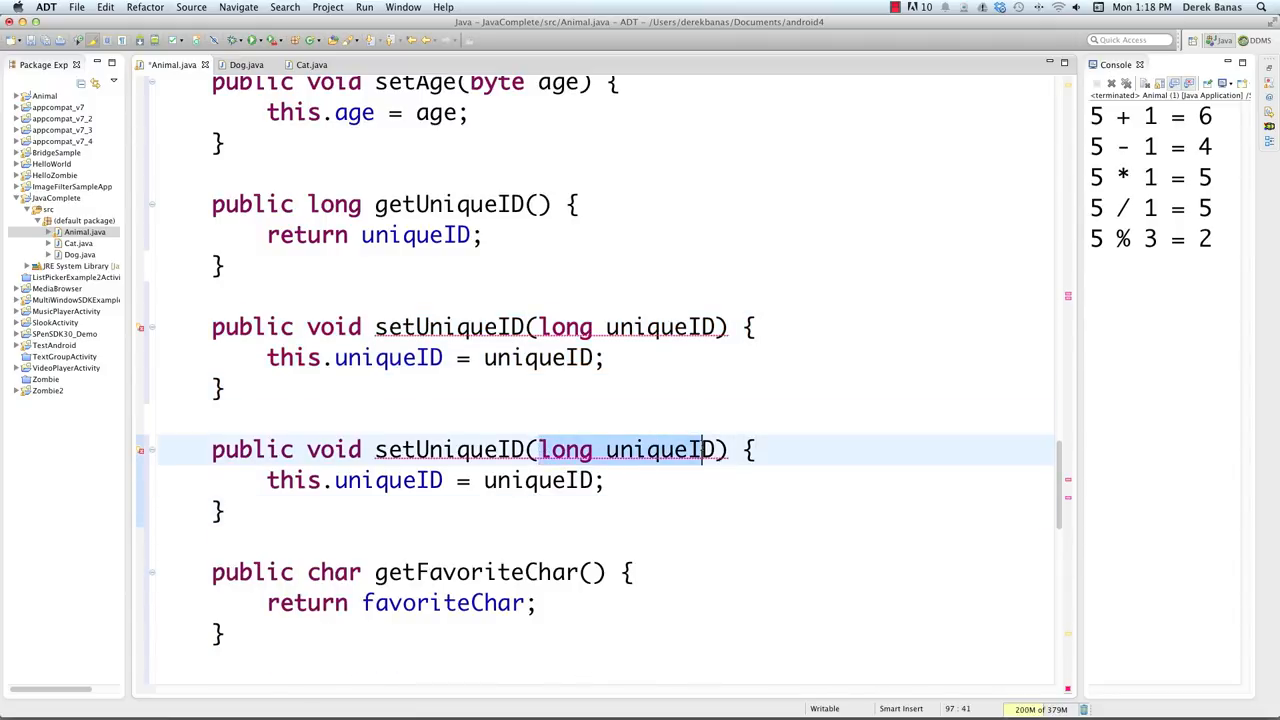 ADT File Edit Refactor Source Navigate Search Project Run Window Help 10 Mon 1:18 PM Derek Banas
Java – JavaComplete/src/Animal.java – ADT – /Users/derekbanas/Documents/android4
Quick Access Java DDMS
Package Exp
*Animal.java Dog.java Cat.java
Console
<terminated> Animal (1) [Java Application] /S
Animal
appcompat_v7
appcompat_v7_2
appcompat_v7_3
appcompat_v7_4
BridgeSample
HelloWorld
HelloZombie
ImageFilterSampleApp
JavaComplete
src
(default package)
Animal.java
Cat.java
Dog.java
JRE System Library [Ja
ListPickerExample2Activi
MediaBrowser
MultiWindowSDKExample
MusicPlayerActivity
SlookActivity
SPenSDK30_Demo
TestAndroid
TextGroupActivity
VideoPlayerActivity
Zombie
Zombie2
public void setAge(byte age) {
this.age = age;
}
public long getUniqueID() {
return uniqueID;
}
public void setUniqueID(long uniqueID) {
this.uniqueID = uniqueID;
}
public void setUniqueID(long uniqueID) {
this.uniqueID = uniqueID;
}
public char getFavoriteChar() {
return favoriteChar;
}
5 + 1 = 6
5 - 1 = 4
5 * 1 = 5
5 / 1 = 5
5 % 3 = 2
Writable Smart Insert 97 : 41 200M of 379M